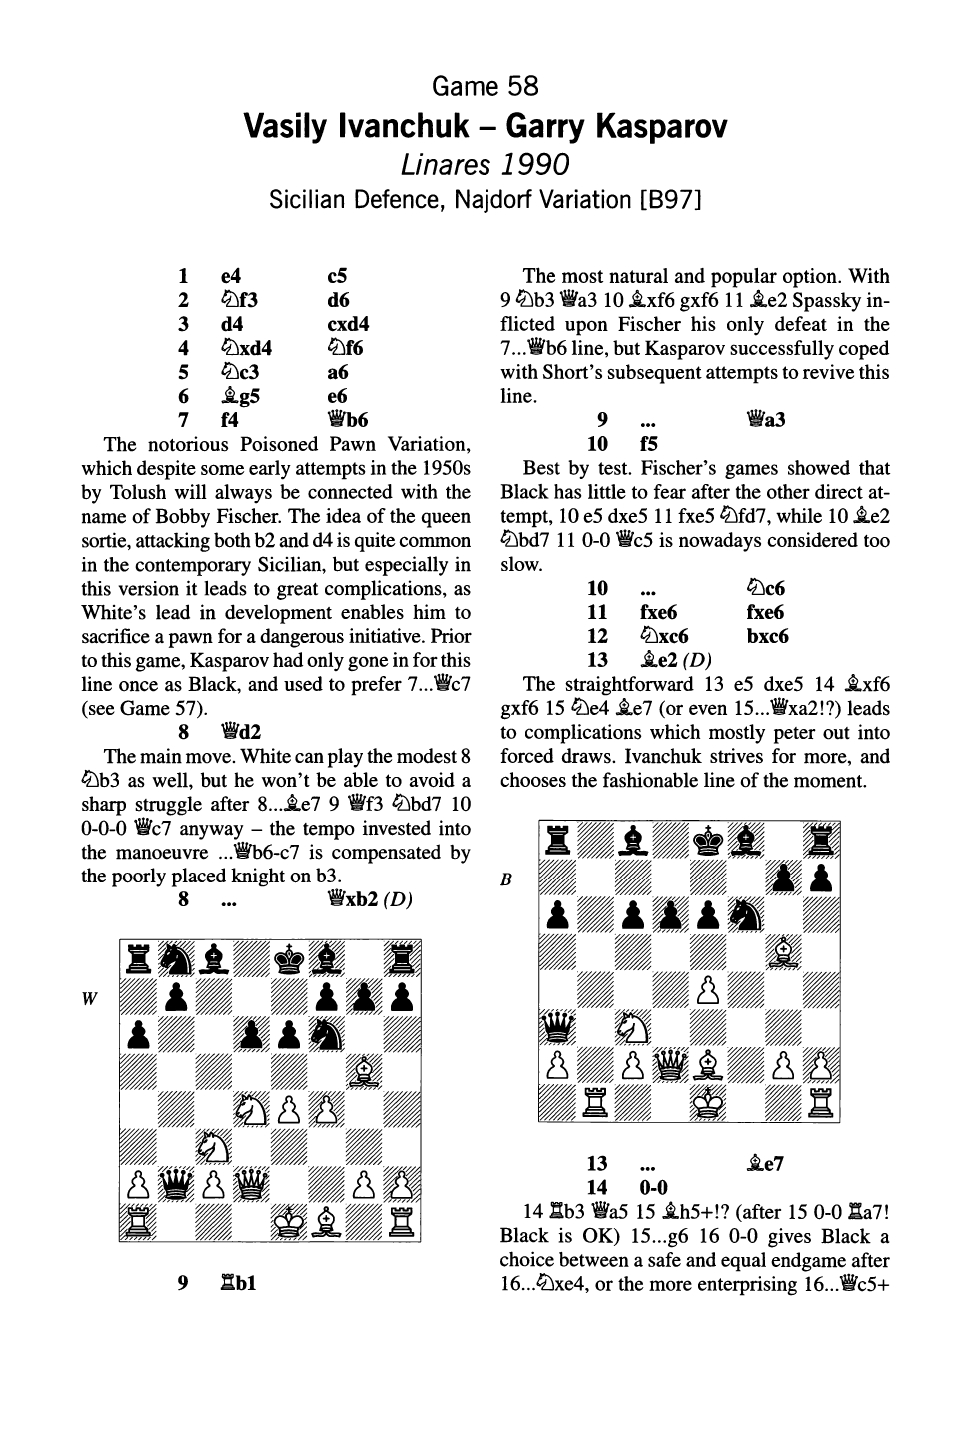 Game 58
Vasily Ivanchuk – Garry Kasparov
Linares 1990
Sicilian Defence, Najdorf Variation [B97]
1 e4 c5
2 ♘f3 d6
3 d4 cxd4
4 ♘xd4 ♘f6
5 ♘c3 a6
6 ♗g5 e6
7 f4 ♕b6
The notorious Poisoned Pawn Variation,
which despite some early attempts in the 1950s
by Tolush will always be connected with the
name of Bobby Fischer. The idea of the queen
sortie, attacking both b2 and d4 is quite common
in the contemporary Sicilian, but especially in
this version it leads to great complications, as
White's lead in development enables him to
sacrifice a pawn for a dangerous initiative. Prior
to this game, Kasparov had only gone in for this
line once as Black, and used to prefer 7...♕c7
(see Game 57).
8 ♕d2
The main move. White can play the modest 8
♘b3 as well, but he won't be able to avoid a
sharp struggle after 8...♗e7 9 ♕f3 ♘bd7 10
0-0-0 ♕c7 anyway – the tempo invested into
the manoeuvre ...♕b6-c7 is compensated by
the poorly placed knight on b3.
8 ... ♕xb2 (D)
W
9 ♖b1
The most natural and popular option. With
9 ♘b3 ♕a3 10 ♗xf6 gxf6 11 ♗e2 Spassky in-
flicted upon Fischer his only defeat in the
7...♕b6 line, but Kasparov successfully coped
with Short's subsequent attempts to revive this
line.
9 ... ♕a3
10 f5
Best by test. Fischer's games showed that
Black has little to fear after the other direct at-
tempt, 10 e5 dxe5 11 fxe5 ♘fd7, while 10 ♗e2
♘bd7 11 0-0 ♕c5 is nowadays considered too
slow.
10 ... ♘c6
11 fxe6 fxe6
12 ♘xc6 bxc6
13 ♗e2 (D)
The straightforward 13 e5 dxe5 14 ♗xf6
gxf6 15 ♘e4 ♗e7 (or even 15...♕xa2!?) leads
to complications which mostly peter out into
forced draws. Ivanchuk strives for more, and
chooses the fashionable line of the moment.
B
13 ... ♗e7
14 0-0
14 ♖b3 ♕a5 15 ♗h5+!? (after 15 0-0 ♖a7!
Black is OK) 15...g6 16 0-0 gives Black a
choice between a safe and equal endgame after
16...♘xe4, or the more enterprising 16...♕c5+